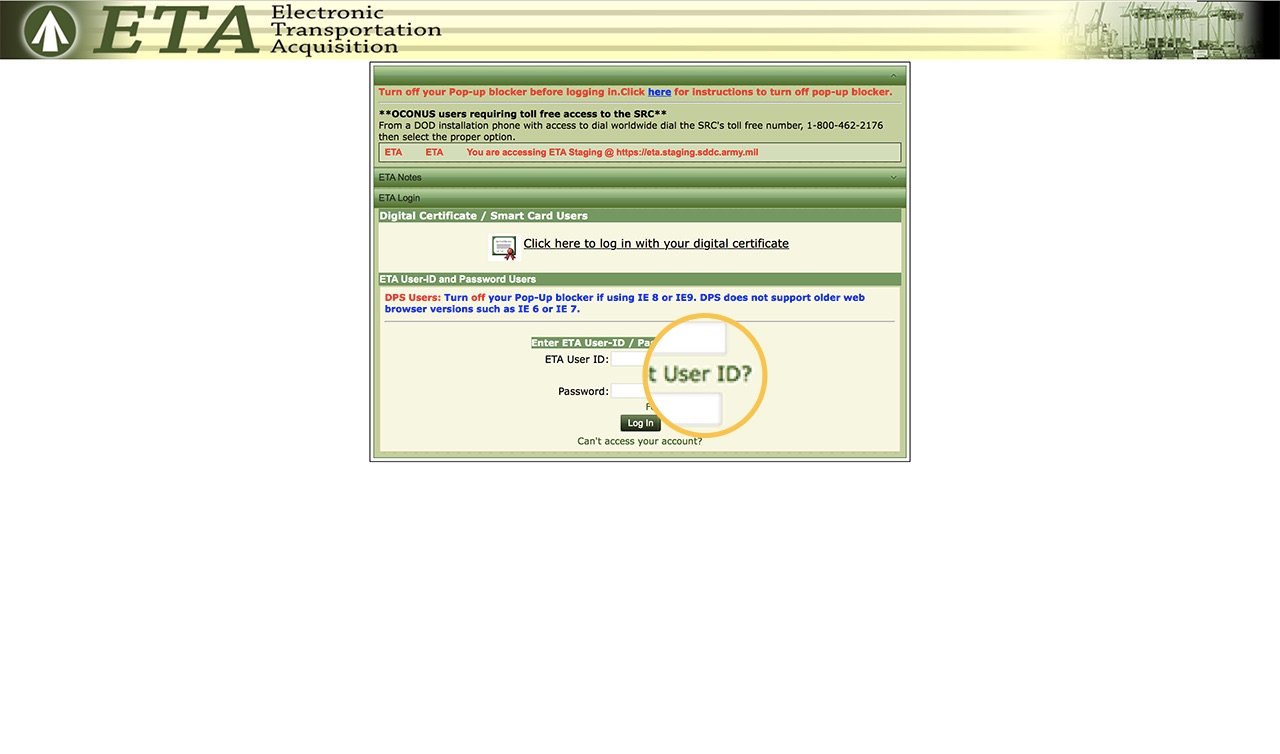 ETA
Electronic
Transportation
Acquisition
Turn off your Pop-up blocker before logging in.Click here for instructions to turn off pop-up blocker.
**OCONUS users requiring toll free access to the SRC**
From a DOD installation phone with access to dial worldwide dial the SRC's toll free number, 1-800-462-2176
then select the proper option.
ETA ETA You are accessing ETA Staging @ https://eta.staging.sddc.army.mil
ETA Notes
ETA Login
Digital Certificate / Smart Card Users
Click here to log in with your digital certificate
ETA User-ID and Password Users
DPS Users: Turn off your Pop-Up blocker if using IE 8 or IE9. DPS does not support older web
browser versions such as IE 6 or IE 7.
Enter ETA User-ID /
ETA User ID:
t User ID?
Password:
Log In
Can't access your account?